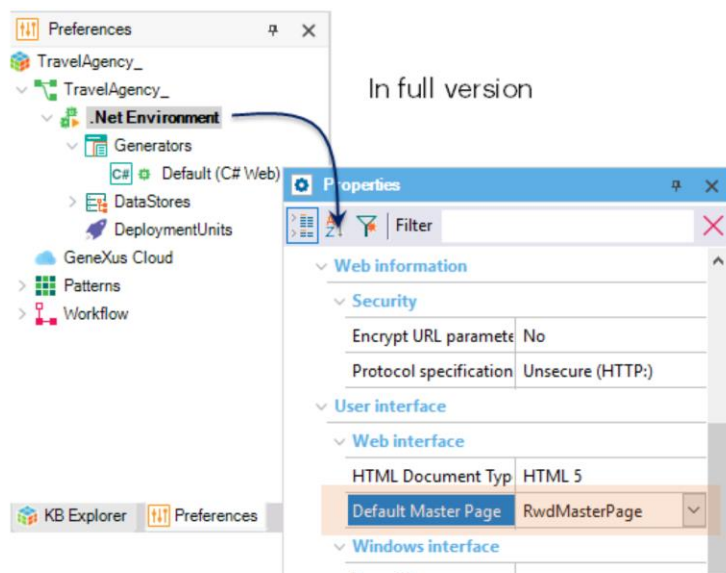 Preferences
TravelAgency_
TravelAgency_
.Net Environment
Generators
C# Default (C# Web)
DataStores
DeploymentUnits
GeneXus Cloud
Patterns
Workflow
KB Explorer Preferences
In full version
Properties
A Z Filter
Web information
Security
Encrypt URL paramete No
Protocol specification Unsecure (HTTP:)
User interface
Web interface
HTML Document Typ HTML 5
Default Master Page RwdMasterPage
Windows interface